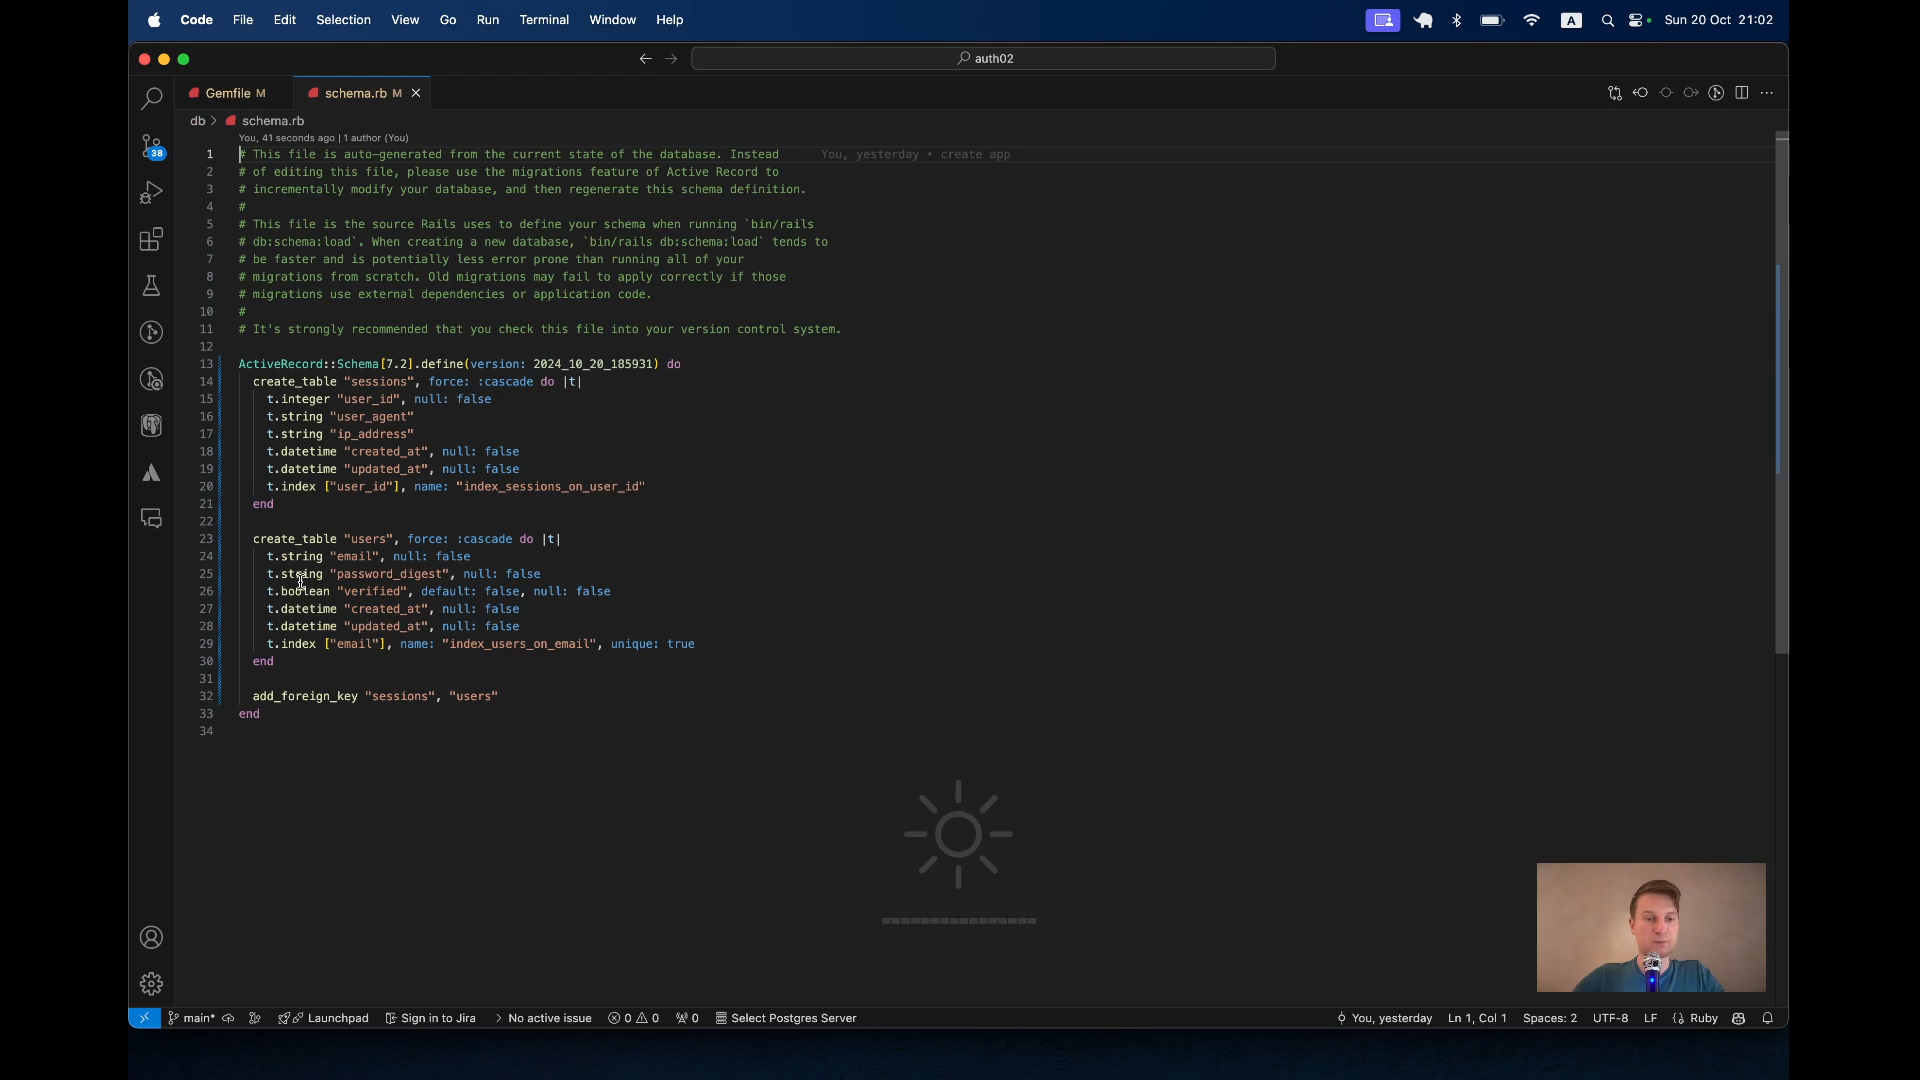 Code File Edit Selection View Go Run Terminal Window Help A Sun 20 Oct 21:02
auth02
Gemfile M schema.rb M
db > schema.rb
38
You, 41 seconds ago | 1 author (You)
1 # This file is auto-generated from the current state of the database. Instead You, yesterday • create app
2 # of editing this file, please use the migrations feature of Active Record to
3 # incrementally modify your database, and then regenerate this schema definition.
4 #
5 # This file is the source Rails uses to define your schema when running `bin/rails
6 # db:schema:load`. When creating a new database, `bin/rails db:schema:load` tends to
7 # be faster and is potentially less error prone than running all of your
8 # migrations from scratch. Old migrations may fail to apply correctly if those
9 # migrations use external dependencies or application code.
10 #
11 # It's strongly recommended that you check this file into your version control system.
12
13 ActiveRecord::Schema[7.2].define(version: 2024_10_20_185931) do
14 create_table "sessions", force: :cascade do |t|
15 t.integer "user_id", null: false
16 t.string "user_agent"
17 t.string "ip_address"
18 t.datetime "created_at", null: false
19 t.datetime "updated_at", null: false
20 t.index ["user_id"], name: "index_sessions_on_user_id"
21 end
22
23 create_table "users", force: :cascade do |t|
24 t.string "email", null: false
25 t.string "password_digest", null: false
26 t.boolean "verified", default: false, null: false
27 t.datetime "created_at", null: false
28 t.datetime "updated_at", null: false
29 t.index ["email"], name: "index_users_on_email", unique: true
30 end
31
32 add_foreign_key "sessions", "users"
33 end
34
main* Launchpad Sign in to Jira No active issue 0 0 0 Select Postgres Server You, yesterday Ln 1, Col 1 Spaces: 2 UTF-8 LF Ruby